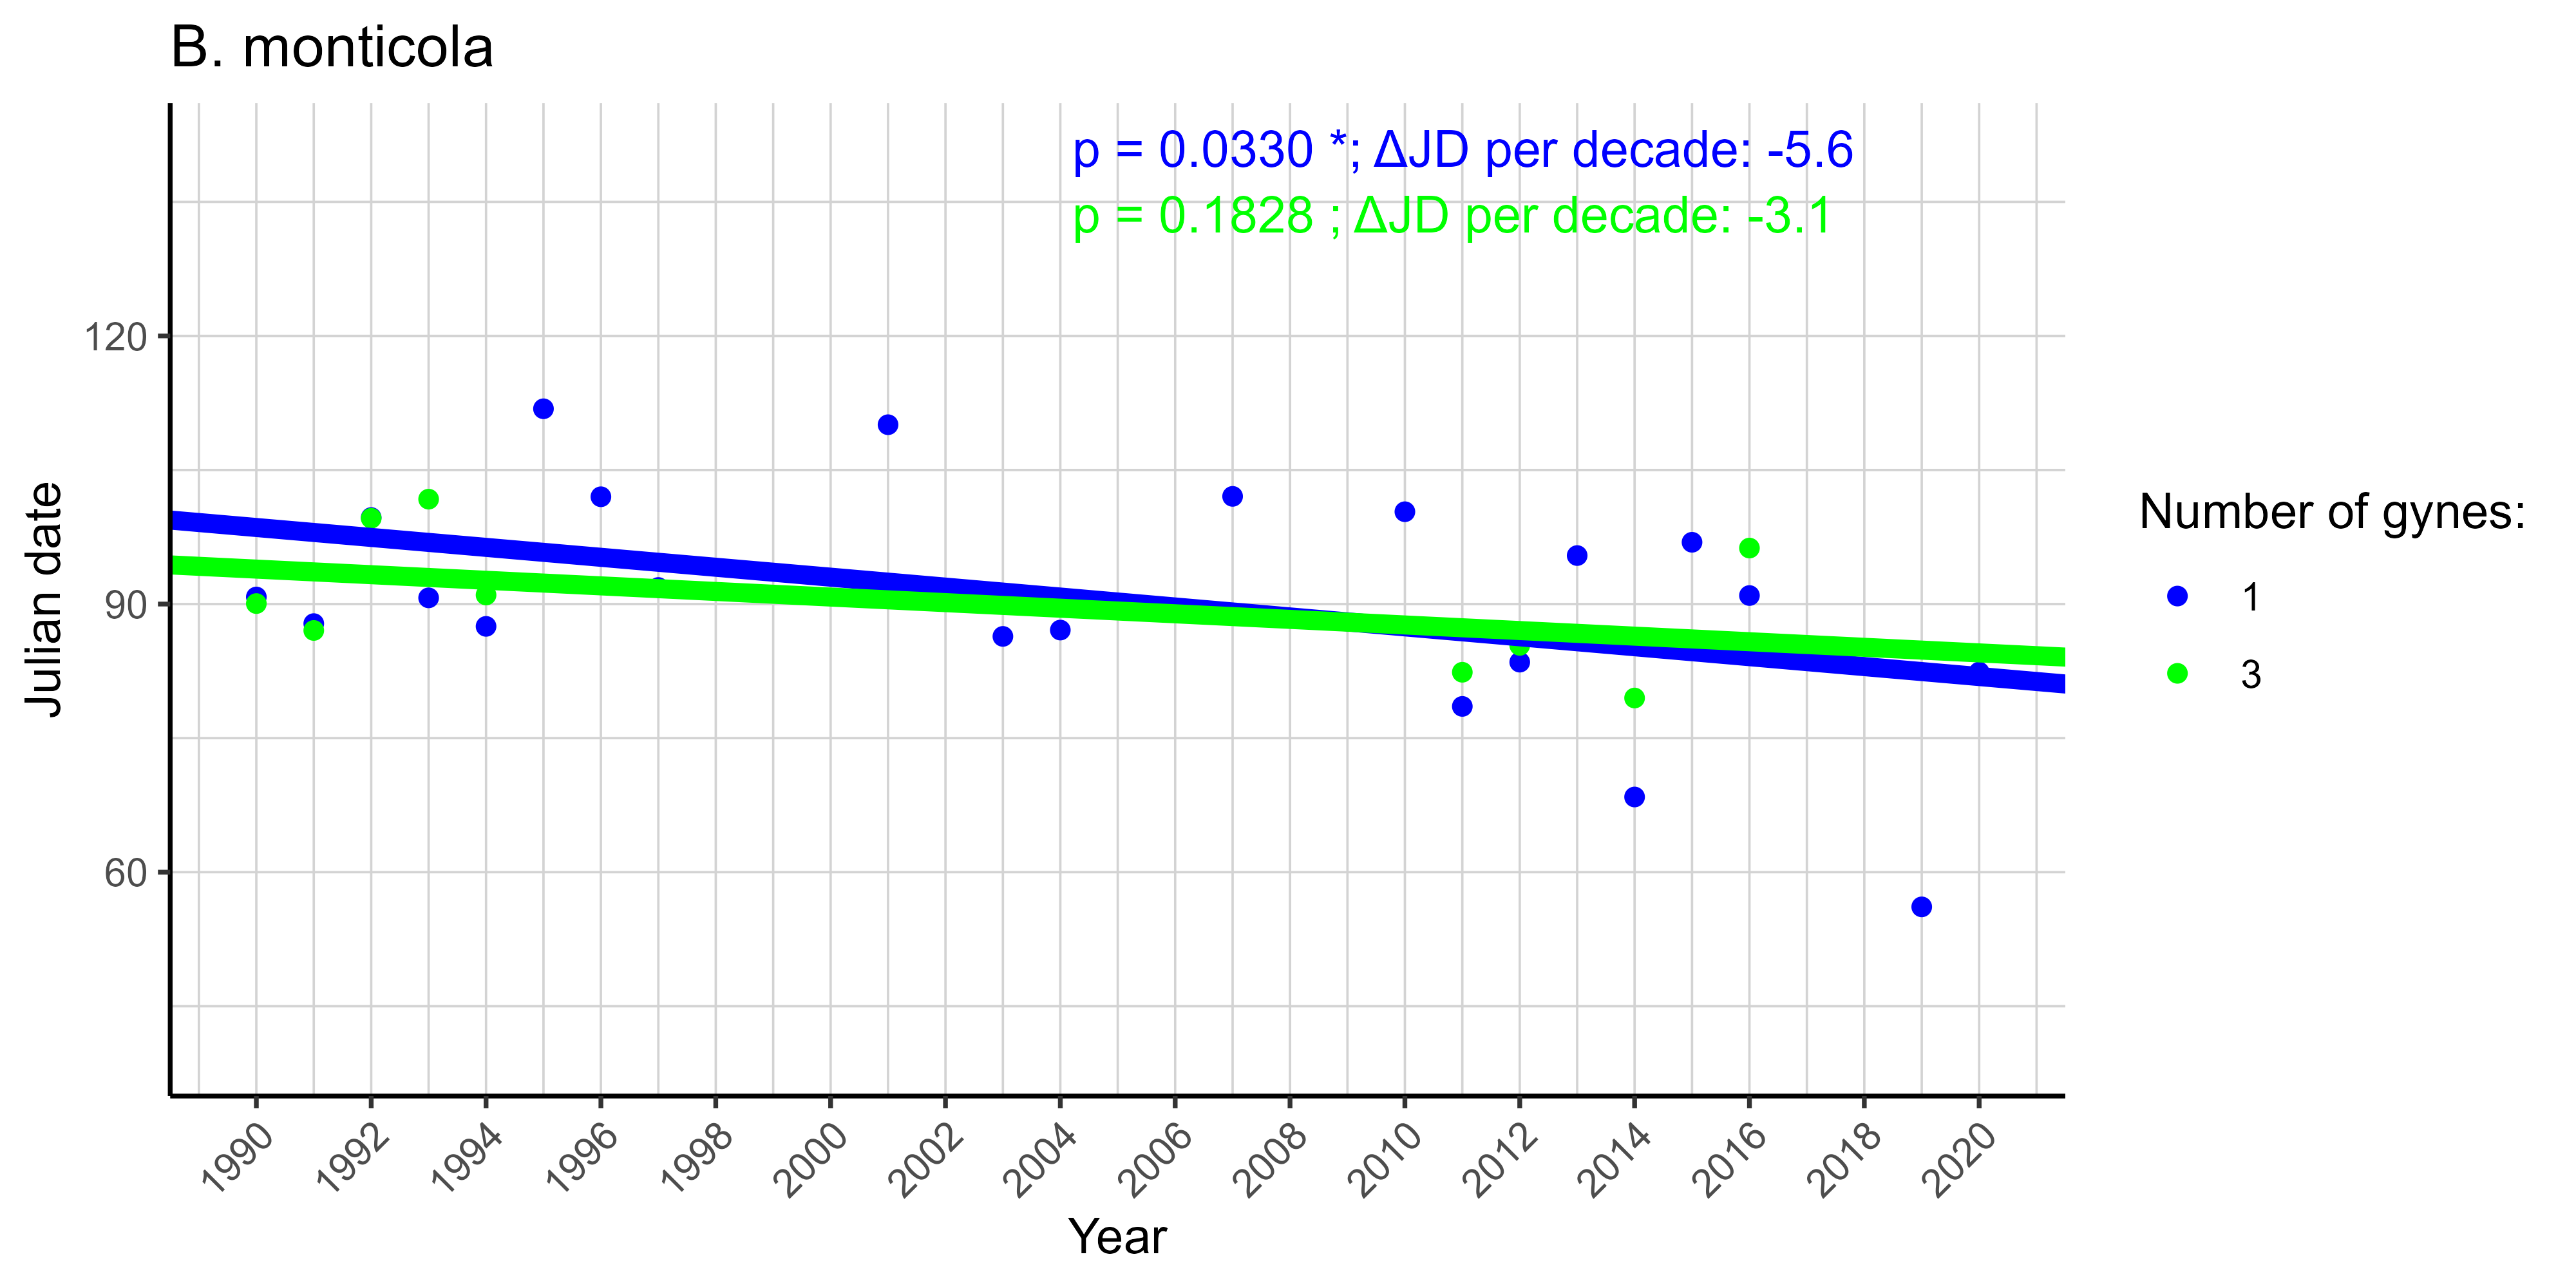 B. monticola
p = 0.0330 *; ΔJD per decade: -5.6
p = 0.1828 ; ΔJD per decade: -3.1
120
90
60
Julian date
Number of gynes:
1
3
1990 1992 1994 1996 1998 2000 2002 2004 2006 2008 2010 2012 2014 2016 2018 2020
Year